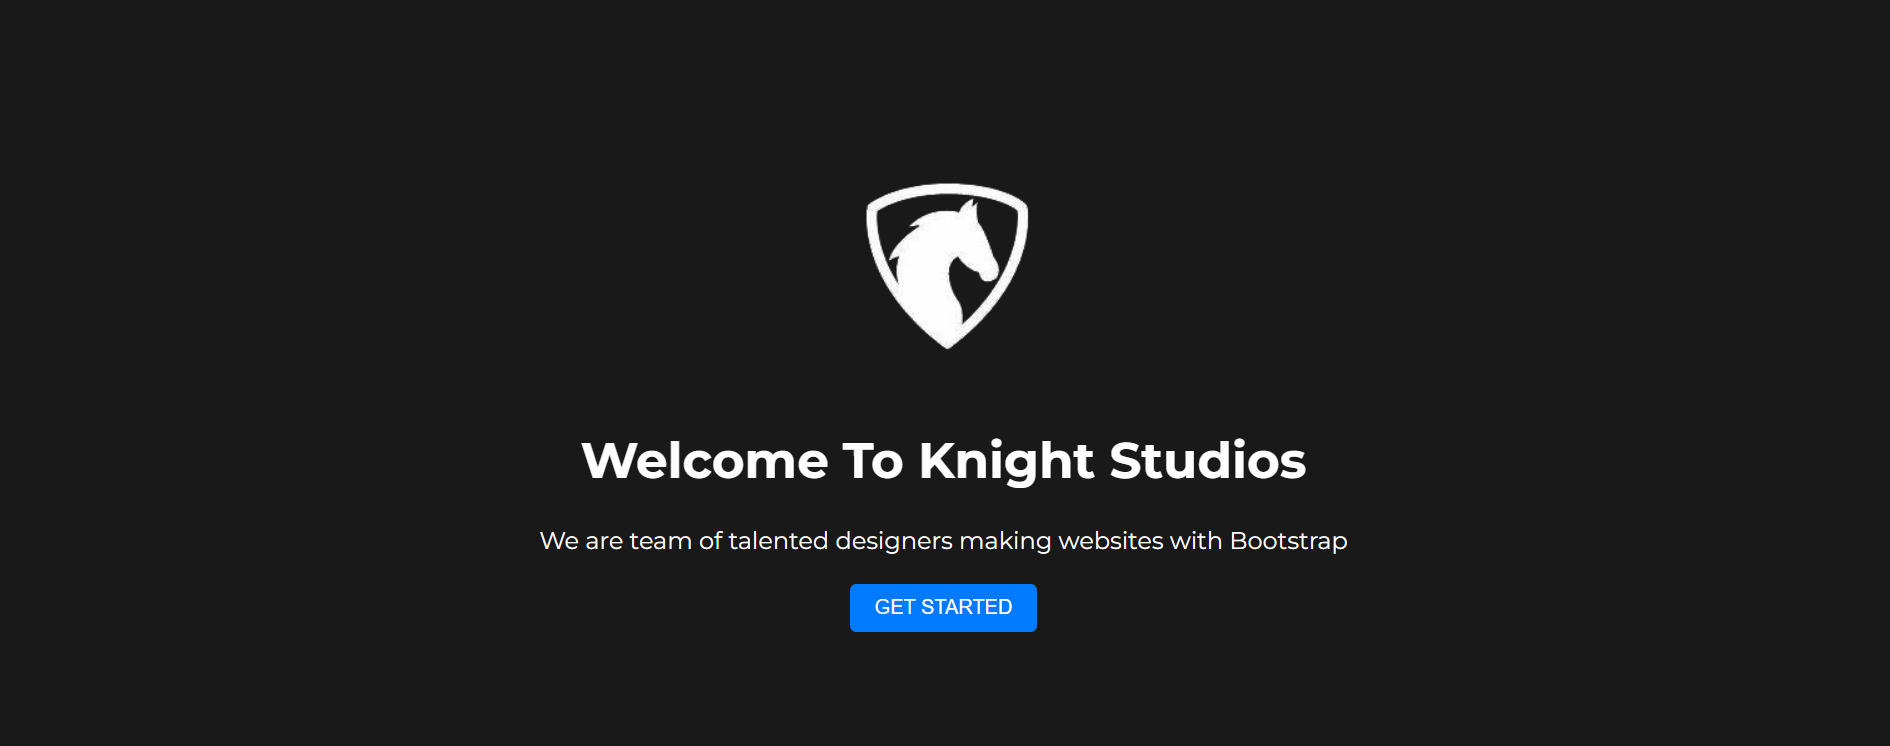 Welcome To Knight Studios
We are team of talented designers making websites with Bootstrap
GET STARTED